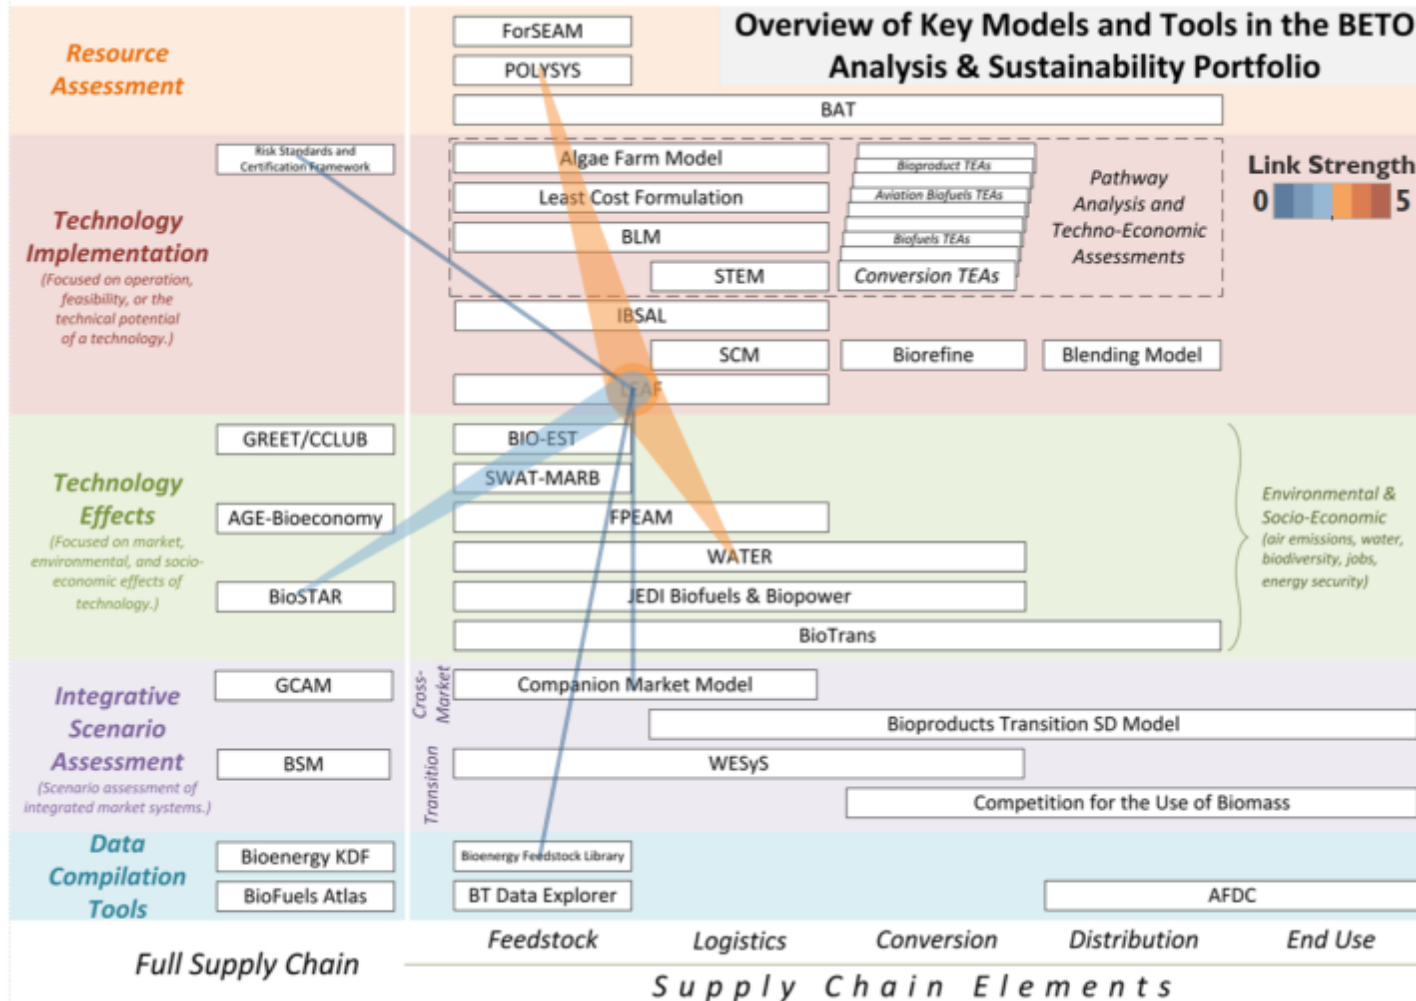 Overview of Key Models and Tools in the BETO
Analysis & Sustainability Portfolio
Resource
Assessment
ForSEAM
POLYSYS
BAT
Technology
Implementation
(Focused on operation,
feasibility, or the
technical potential
of a technology.)
Risk Standards and
Certification Framework
Algae Farm Model
Least Cost Formulation
BLM
STEM
Bioproduct TEAs
Aviation Biofuels TEAs
Biofuels TEAs
Conversion TEAs
Pathway
Analysis and
Techno-Economic
Assessments
Link Strength
0 5
IBSAL
SCM
Biorefine
Blending Model
LEAF
Technology
Effects
(Focused on market,
environmental, and socio-
economic effects of
technology.)
GREET/CCLUB
AGE-Bioeconomy
BioSTAR
BIO-EST
SWAT-MARB
FPEAM
WATER
JEDI Biofuels & Biopower
BioTrans
Environmental &
Socio-Economic
(air emissions, water,
biodiversity, jobs,
energy security)
Integrative
Scenario
Assessment
(Scenario assessment of
integrated market systems.)
GCAM
BSM
Cross-
Market
Transition
Companion Market Model
Bioproducts Transition SD Model
WESyS
Competition for the Use of Biomass
Data
Compilation
Tools
Bioenergy KDF
BioFuels Atlas
Bioenergy Feedstock Library
BT Data Explorer
AFDC
Full Supply Chain
Feedstock
Logistics
Conversion
Distribution
End Use
Supply Chain Elements